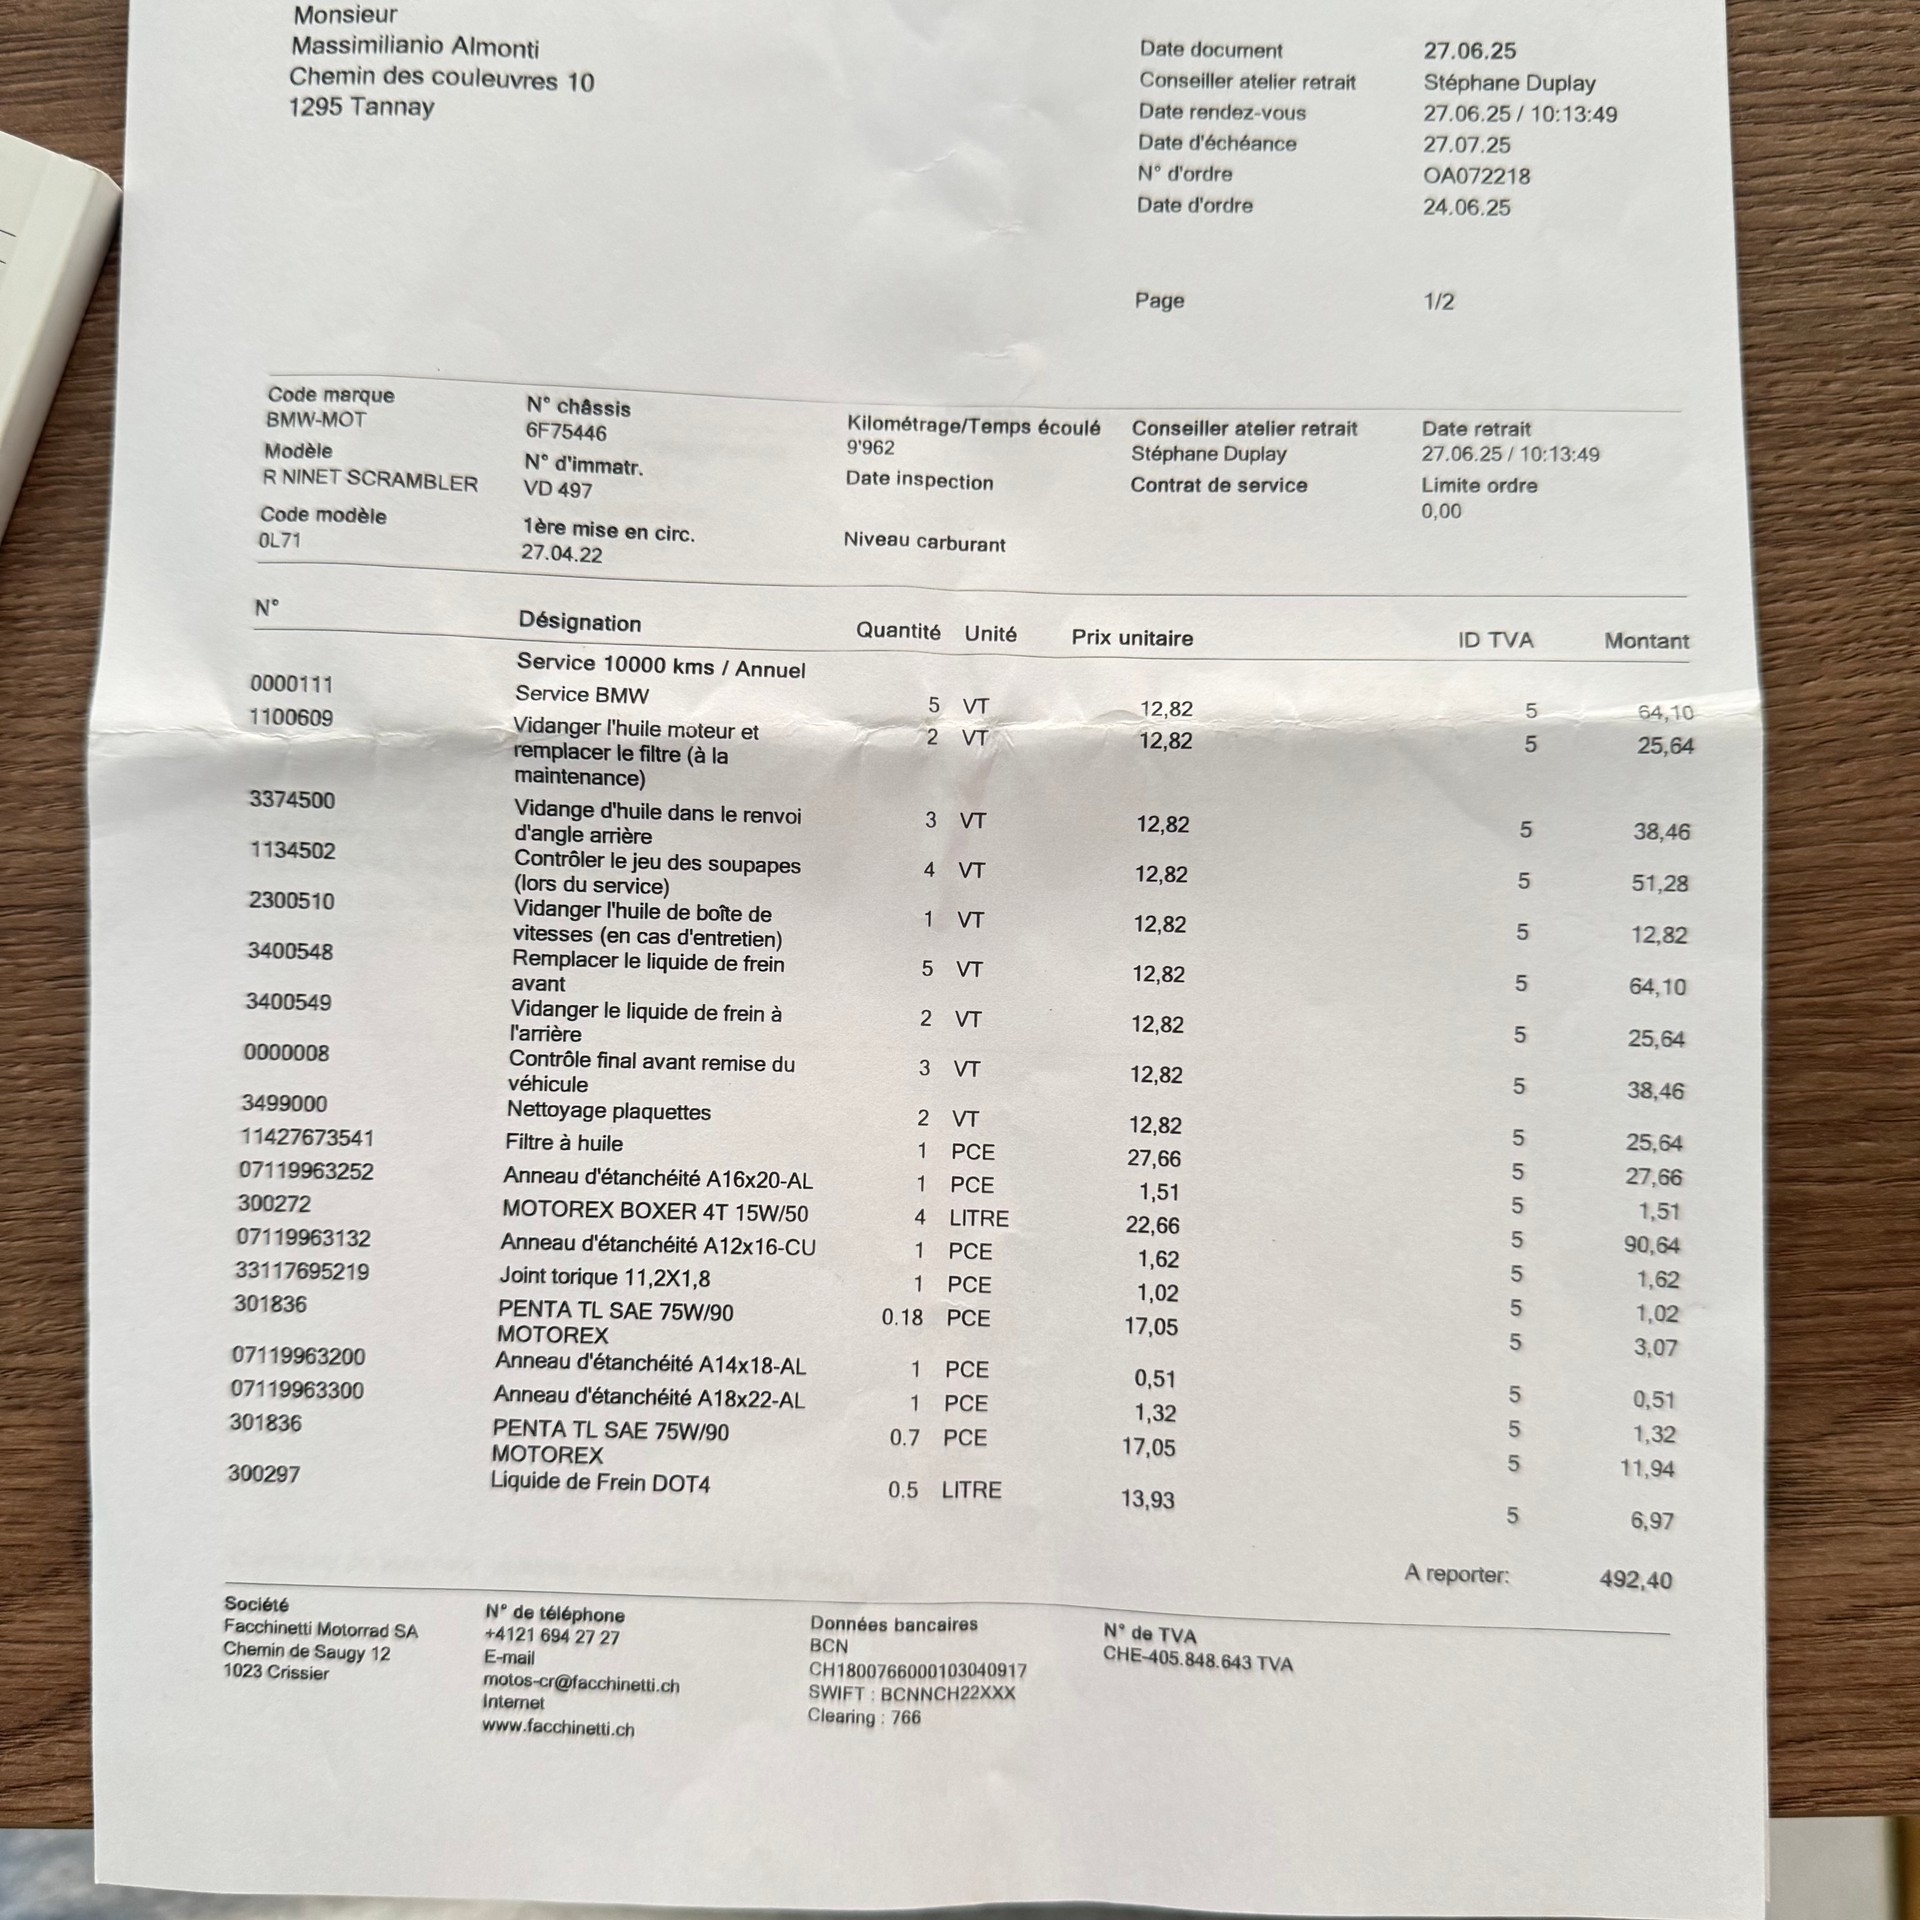 Monsieur
Massimilianio Almonti
Chemin des couleuvres 10
1295 Tannay
Date document 27.06.25
Conseiller atelier retrait Stéphane Duplay
Date rendez-vous 27.06.25 / 10:13:49
Date d'échéance 27.07.25
N° d'ordre OA072218
Date d'ordre 24.06.25
Page 1/2
Code marque
BMW-MOT
Modèle
R NINET SCRAMBLER
Code modèle
0L71
N° châssis
6F75446
N° d'immatr.
VD 497
1ère mise en circ.
27.04.22
Kilométrage/Temps écoulé
9'962
Date inspection
Niveau carburant
Conseiller atelier retrait
Stéphane Duplay
Contrat de service
Date retrait
27.06.25 / 10:13:49
Limite ordre
0,00
N° Désignation Quantité Unité Prix unitaire ID TVA Montant
Service 10000 kms / Annuel
0000111 Service BMW 5 VT 12,82 5 64,10
1100609 Vidanger l'huile moteur et 2 VT 12,82 5 25,64
remplacer le filtre (à la
maintenance)
3374500 Vidange d'huile dans le renvoi 3 VT 12,82 5 38,46
d'angle arrière
1134502 Contrôler le jeu des soupapes 4 VT 12,82 5 51,28
(lors du service)
2300510 Vidanger l'huile de boîte de 1 VT 12,82 5 12,82
vitesses (en cas d'entretien)
3400548 Remplacer le liquide de frein 5 VT 12,82 5 64,10
avant
3400549 Vidanger le liquide de frein à 2 VT 12,82 5 25,64
l'arrière
0000008 Contrôle final avant remise du 3 VT 12,82 5 38,46
véhicule
3499000 Nettoyage plaquettes 2 VT 12,82 5 25,64
11427673541 Filtre à huile 1 PCE 27,66 5 27,66
07119963252 Anneau d'étanchéité A16x20-AL 1 PCE 1,51 5 1,51
300272 MOTOREX BOXER 4T 15W/50 4 LITRE 22,66 5 90,64
07119963132 Anneau d'étanchéité A12x16-CU 1 PCE 1,62 5 1,62
33117695219 Joint torique 11,2X1,8 1 PCE 1,02 5 1,02
301836 PENTA TL SAE 75W/90 0.18 PCE 17,05 5 3,07
MOTOREX
07119963200 Anneau d'étanchéité A14x18-AL 1 PCE 0,51 5 0,51
07119963300 Anneau d'étanchéité A18x22-AL 1 PCE 1,32 5 1,32
301836 PENTA TL SAE 75W/90 0.7 PCE 17,05 5 11,94
MOTOREX
300297 Liquide de Frein DOT4 0.5 LITRE 13,93 5 6,97
A reporter: 492,40
Société
Facchinetti Motorrad SA
Chemin de Saugy 12
1023 Crissier
N° de téléphone
+4121 694 27 27
E-mail
motos-cr@facchinetti.ch
Internet
www.facchinetti.ch
Données bancaires
BCN
CH1800766000103040917
SWIFT : BCNNCH22XXX
Clearing : 766
N° de TVA
CHE-405.848.643 TVA